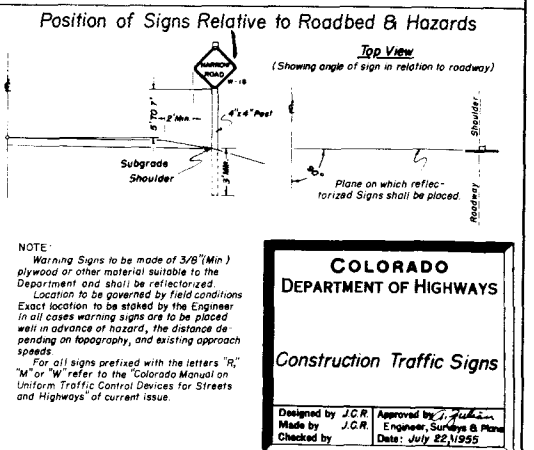 Position of Signs Relative to Roadbed & Hazards
Top View
(Showing angle of sign in relation to roadway)
NARROW
ROAD
W-18
5' TO 7'
2' Min.
4"x4" Post
3' Min.
Subgrade
Shoulder
Shoulder
Roadway
90°
Plane on which reflec-
torized Signs shall be placed.
NOTE:
Warning Signs to be made of 3/8"(Min.)
plywood or other material suitable to the
Department and shall be reflectorized.
Location to be governed by field conditions
Exact location to be staked by the Engineer
In all cases warning signs are to be placed
well in advance of hazard, the distance de-
pending on topography, and existing approach
speeds.
For all signs prefixed with the letters "R,"
"M" or "W" refer to the "Colorado Manual on
Uniform Traffic Control Devices for Streets
and Highways" of current issue.
COLORADO
DEPARTMENT OF HIGHWAYS
Construction Traffic Signs
Designed by J.C.R.
Made by J.C.R.
Checked by
Approved by
Engineer, Surveys & Plans
Date: July 22, 1955